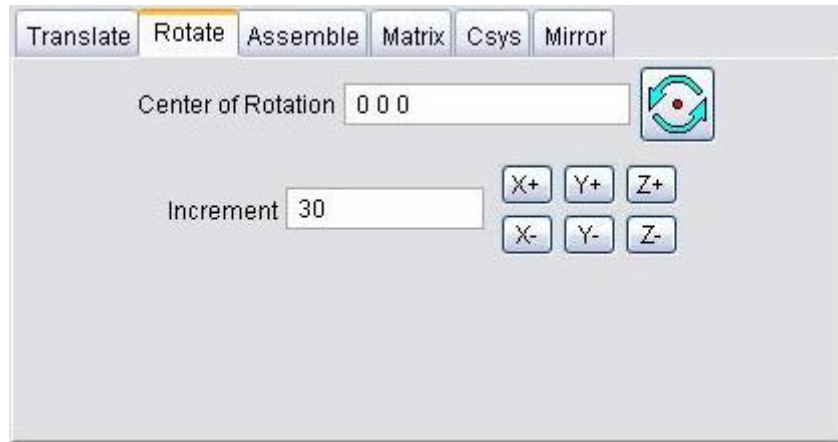 Translate Rotate Assemble Matrix Csys Mirror
Center of Rotation 0 0 0
Increment 30
X+ Y+ Z+
X- Y- Z-